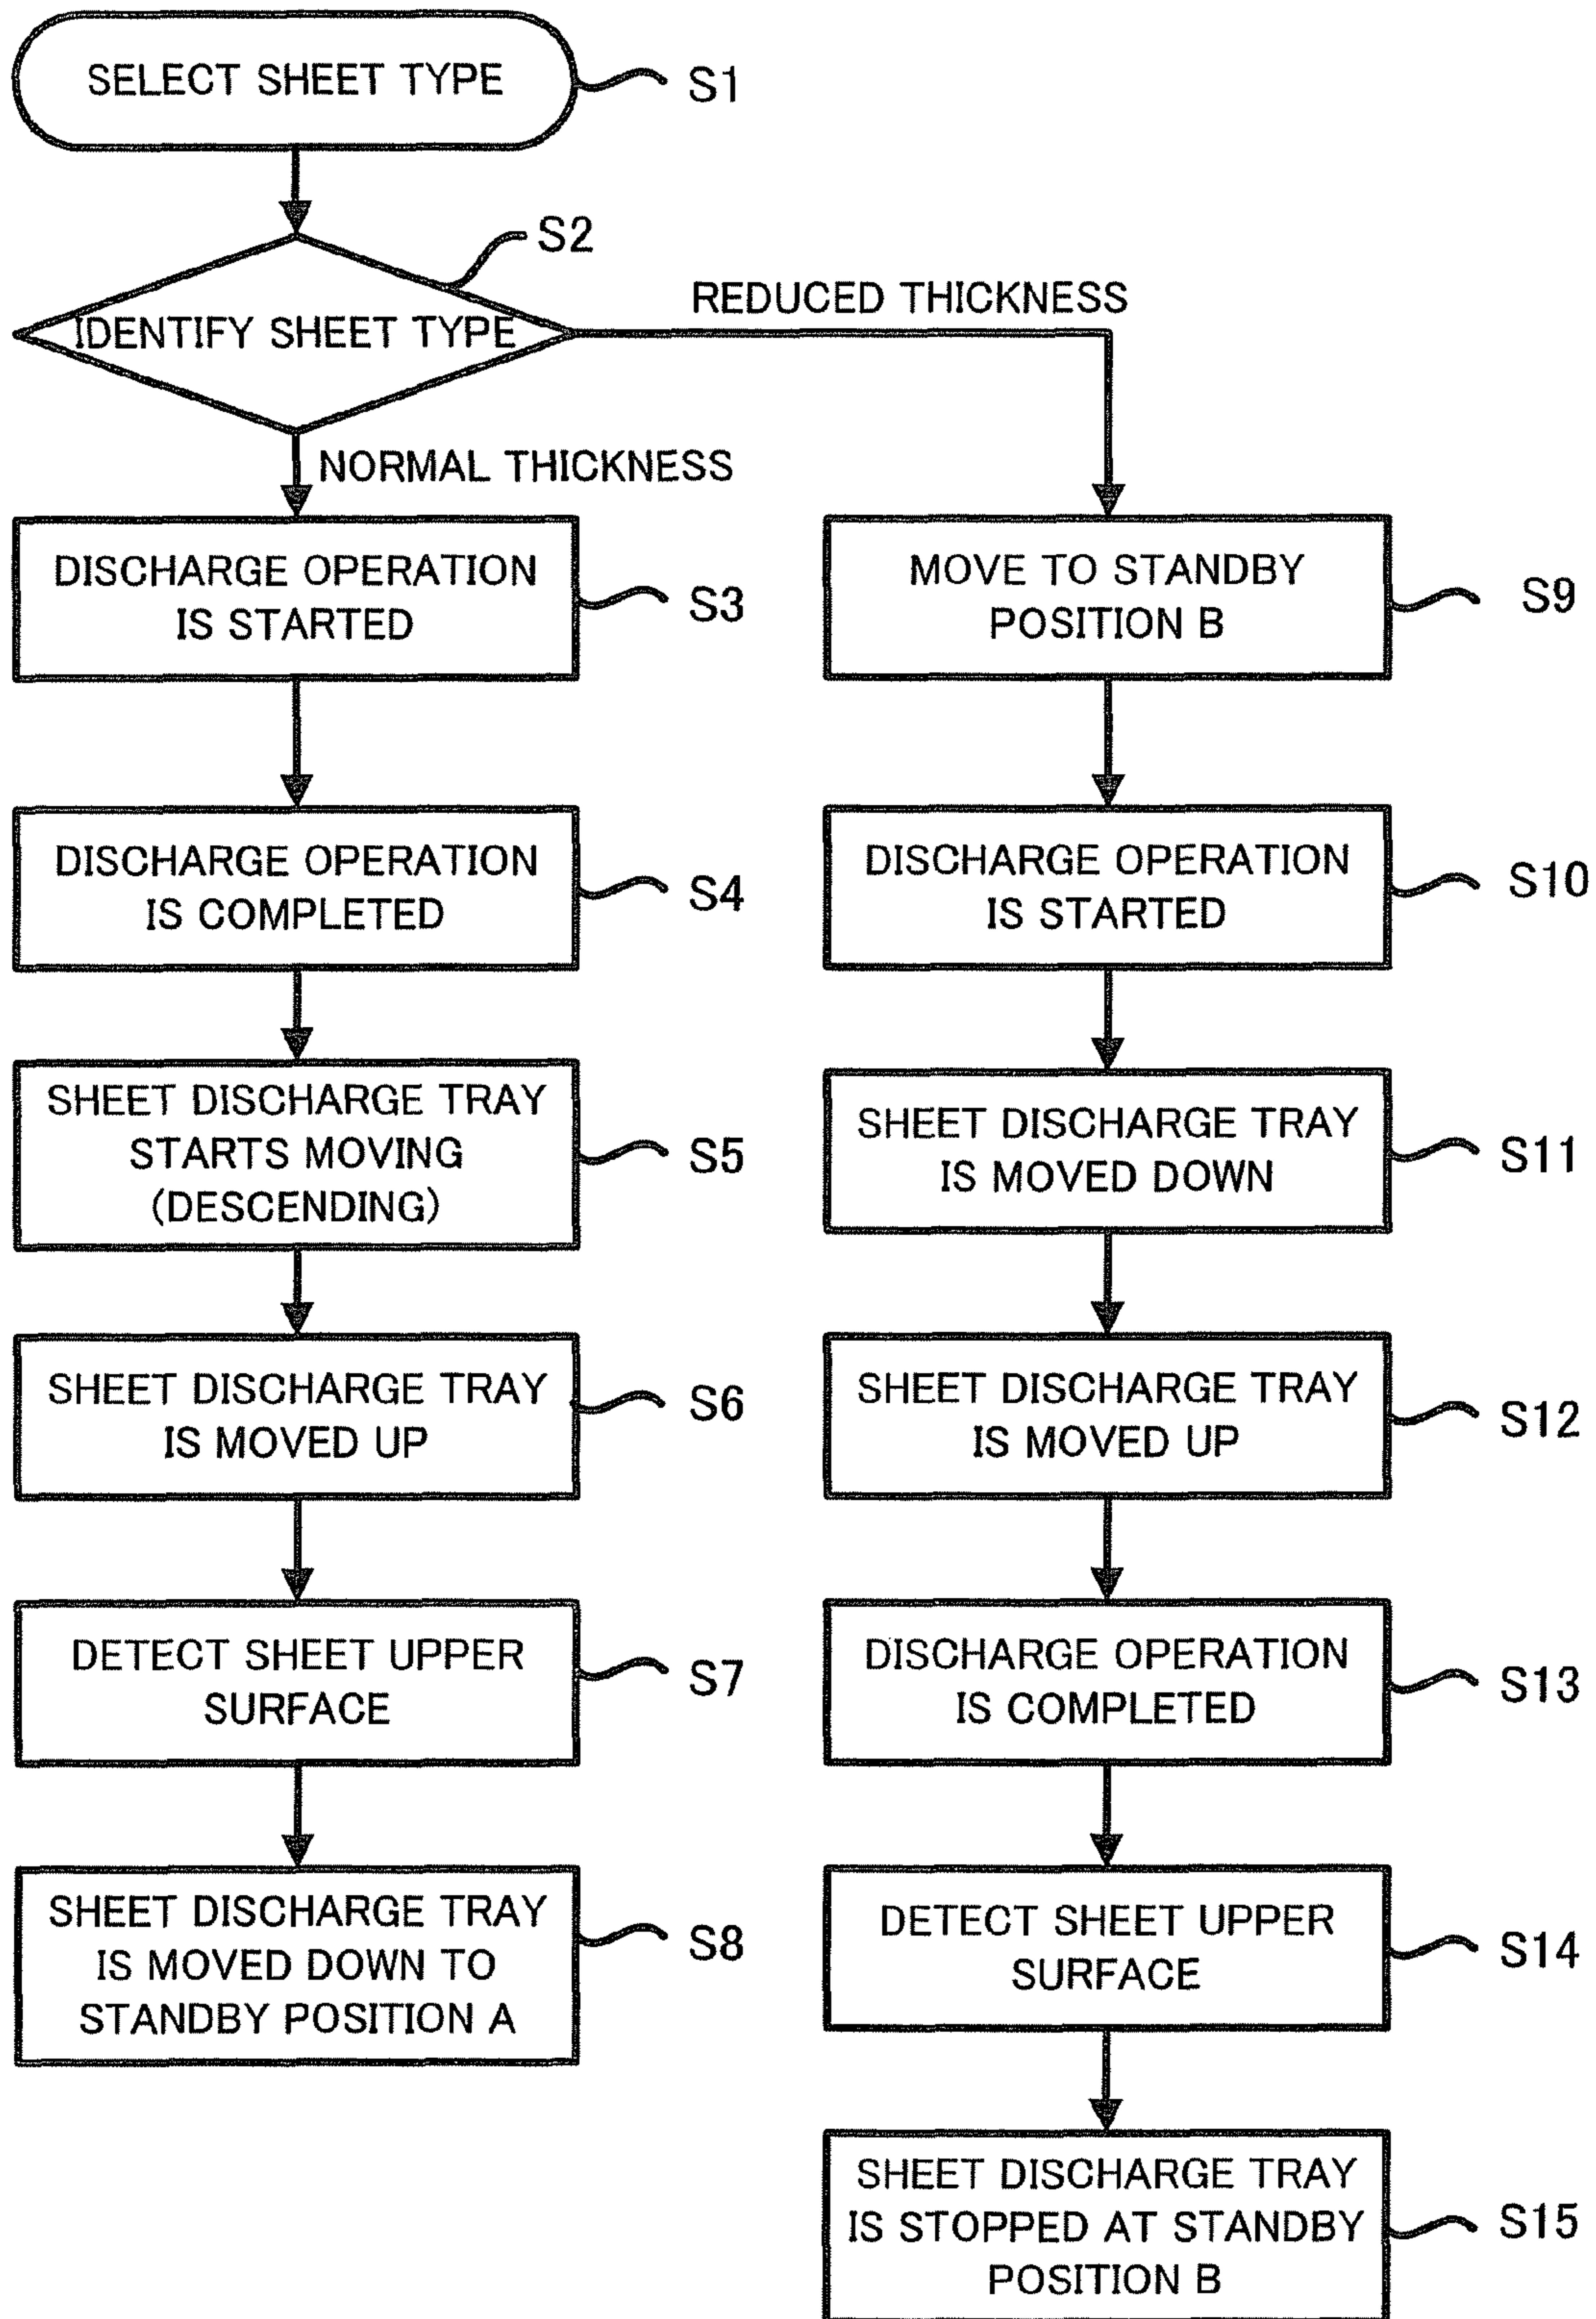 SELECT SHEET TYPE
S1
S2
IDENTIFY SHEET TYPE
REDUCED THICKNESS
NORMAL THICKNESS
DISCHARGE OPERATION
IS STARTED
S3
DISCHARGE OPERATION
IS COMPLETED
S4
SHEET DISCHARGE TRAY
STARTS MOVING
(DESCENDING)
S5
SHEET DISCHARGE TRAY
IS MOVED UP
S6
DETECT SHEET UPPER
SURFACE
S7
SHEET DISCHARGE TRAY
IS MOVED DOWN TO
STANDBY POSITION A
S8
MOVE TO STANDBY
POSITION B
S9
DISCHARGE OPERATION
IS STARTED
S10
SHEET DISCHARGE TRAY
IS MOVED DOWN
S11
SHEET DISCHARGE TRAY
IS MOVED UP
S12
DISCHARGE OPERATION
IS COMPLETED
S13
DETECT SHEET UPPER
SURFACE
S14
SHEET DISCHARGE TRAY
IS STOPPED AT STANDBY
POSITION B
S15